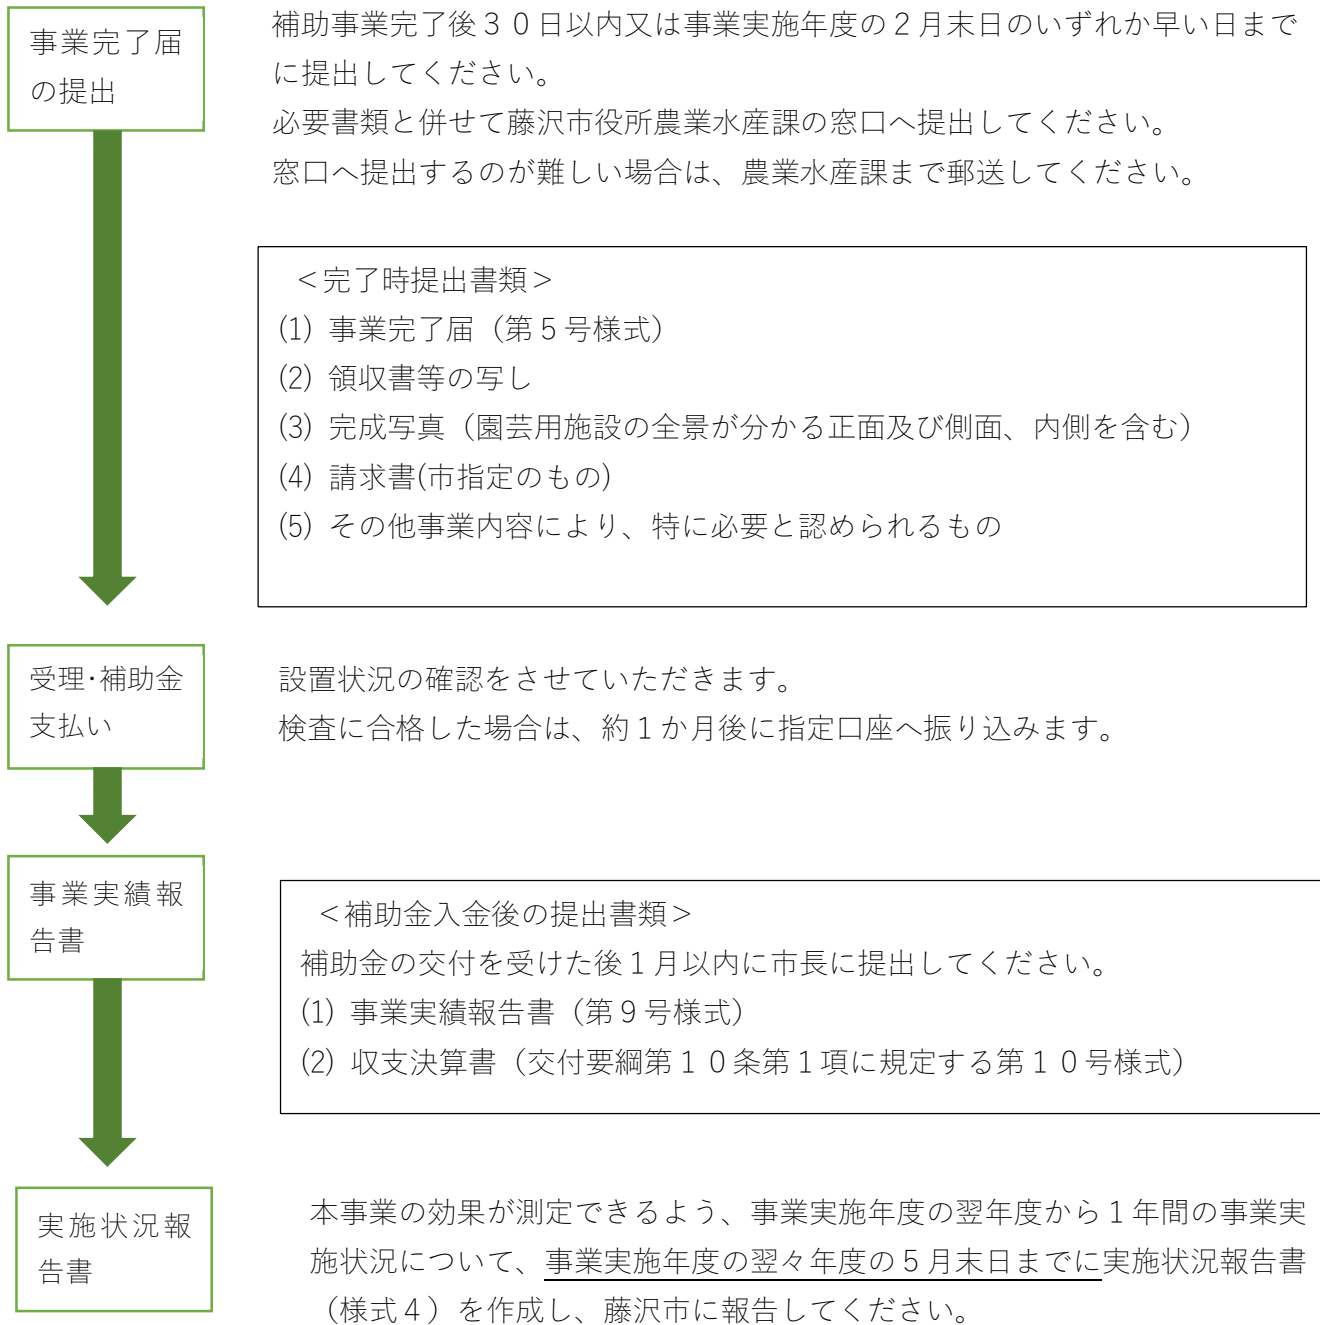 事業完了届
の提出
補助事業完了後３０日以内又は事業実施年度の２月末日のいずれか早い日まで
に提出してください。
必要書類と併せて藤沢市役所農業水産課の窓口へ提出してください。
窓口へ提出するのが難しい場合は、農業水産課まで郵送してください。
＜完了時提出書類＞
(1) 事業完了届（第５号様式）
(2) 領収書等の写し
(3) 完成写真（園芸用施設の全景が分かる正面及び側面、内側を含む）
(4) 請求書(市指定のもの)
(5) その他事業内容により、特に必要と認められるもの
受理･補助金
支払い
設置状況の確認をさせていただきます。
検査に合格した場合は、約１か月後に指定口座へ振り込みます。
事業実績報
告書
＜補助金入金後の提出書類＞
補助金の交付を受けた後１月以内に市長に提出してください。
(1) 事業実績報告書（第９号様式）
(2) 収支決算書（交付要綱第１０条第１項に規定する第１０号様式）
実施状況報
告書
本事業の効果が測定できるよう、事業実施年度の翌年度から１年間の事業実
施状況について、事業実施年度の翌々年度の５月末日までに実施状況報告書
（様式４）を作成し、藤沢市に報告してください。